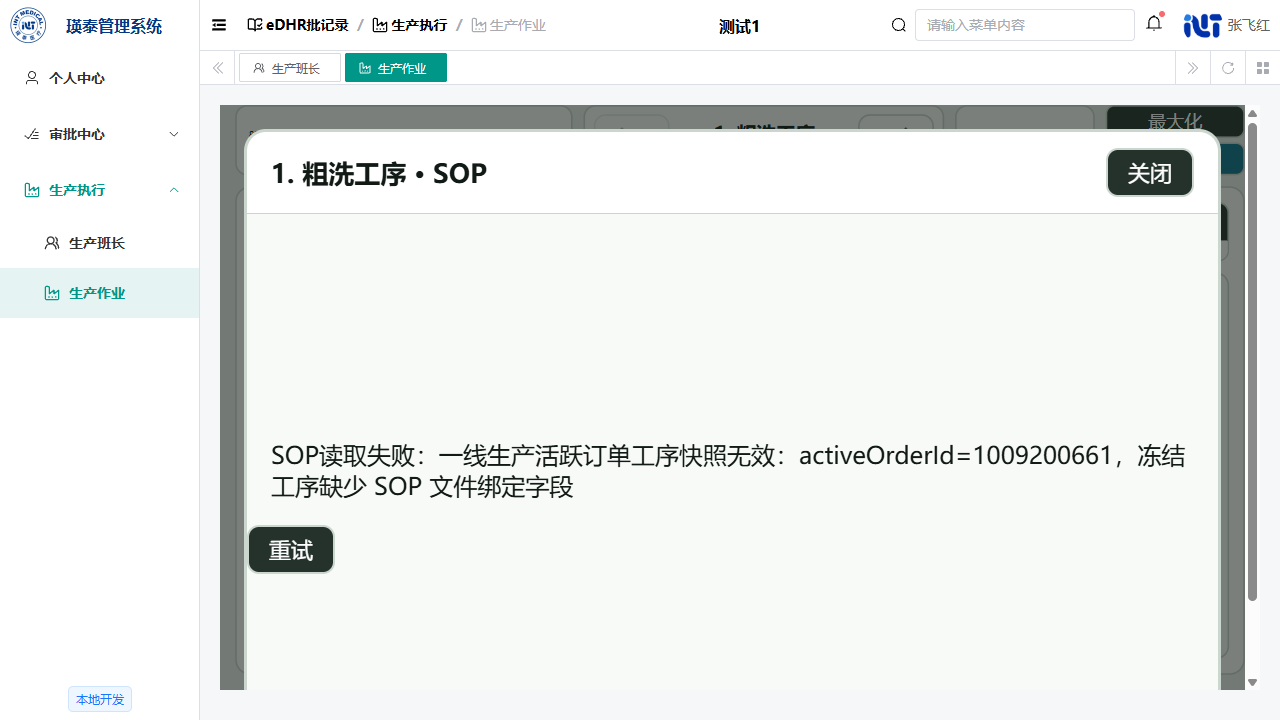 瑛泰管理系统
eDHR批记录 / 生产执行 / 生产作业
测试1
请输入菜单内容
张飞红
生产班长
生产作业
个人中心
审批中心
生产执行
生产班长
生产作业
本地开发
最大化
1. 粗洗工序 • SOP
关闭
SOP读取失败：一线生产活跃订单工序快照无效：activeOrderId=1009200661，冻结
工序缺少 SOP 文件绑定字段
重试